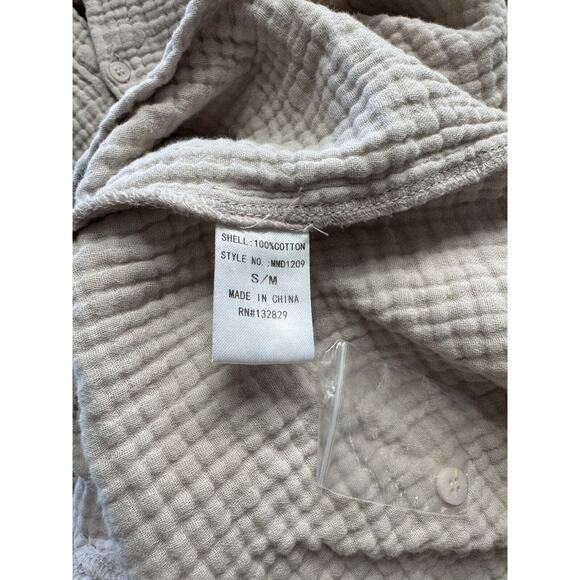 SHELL:100%COTTON
STYLE NO. :MMD1209
S/M
MADE IN CHINA
RN#132829